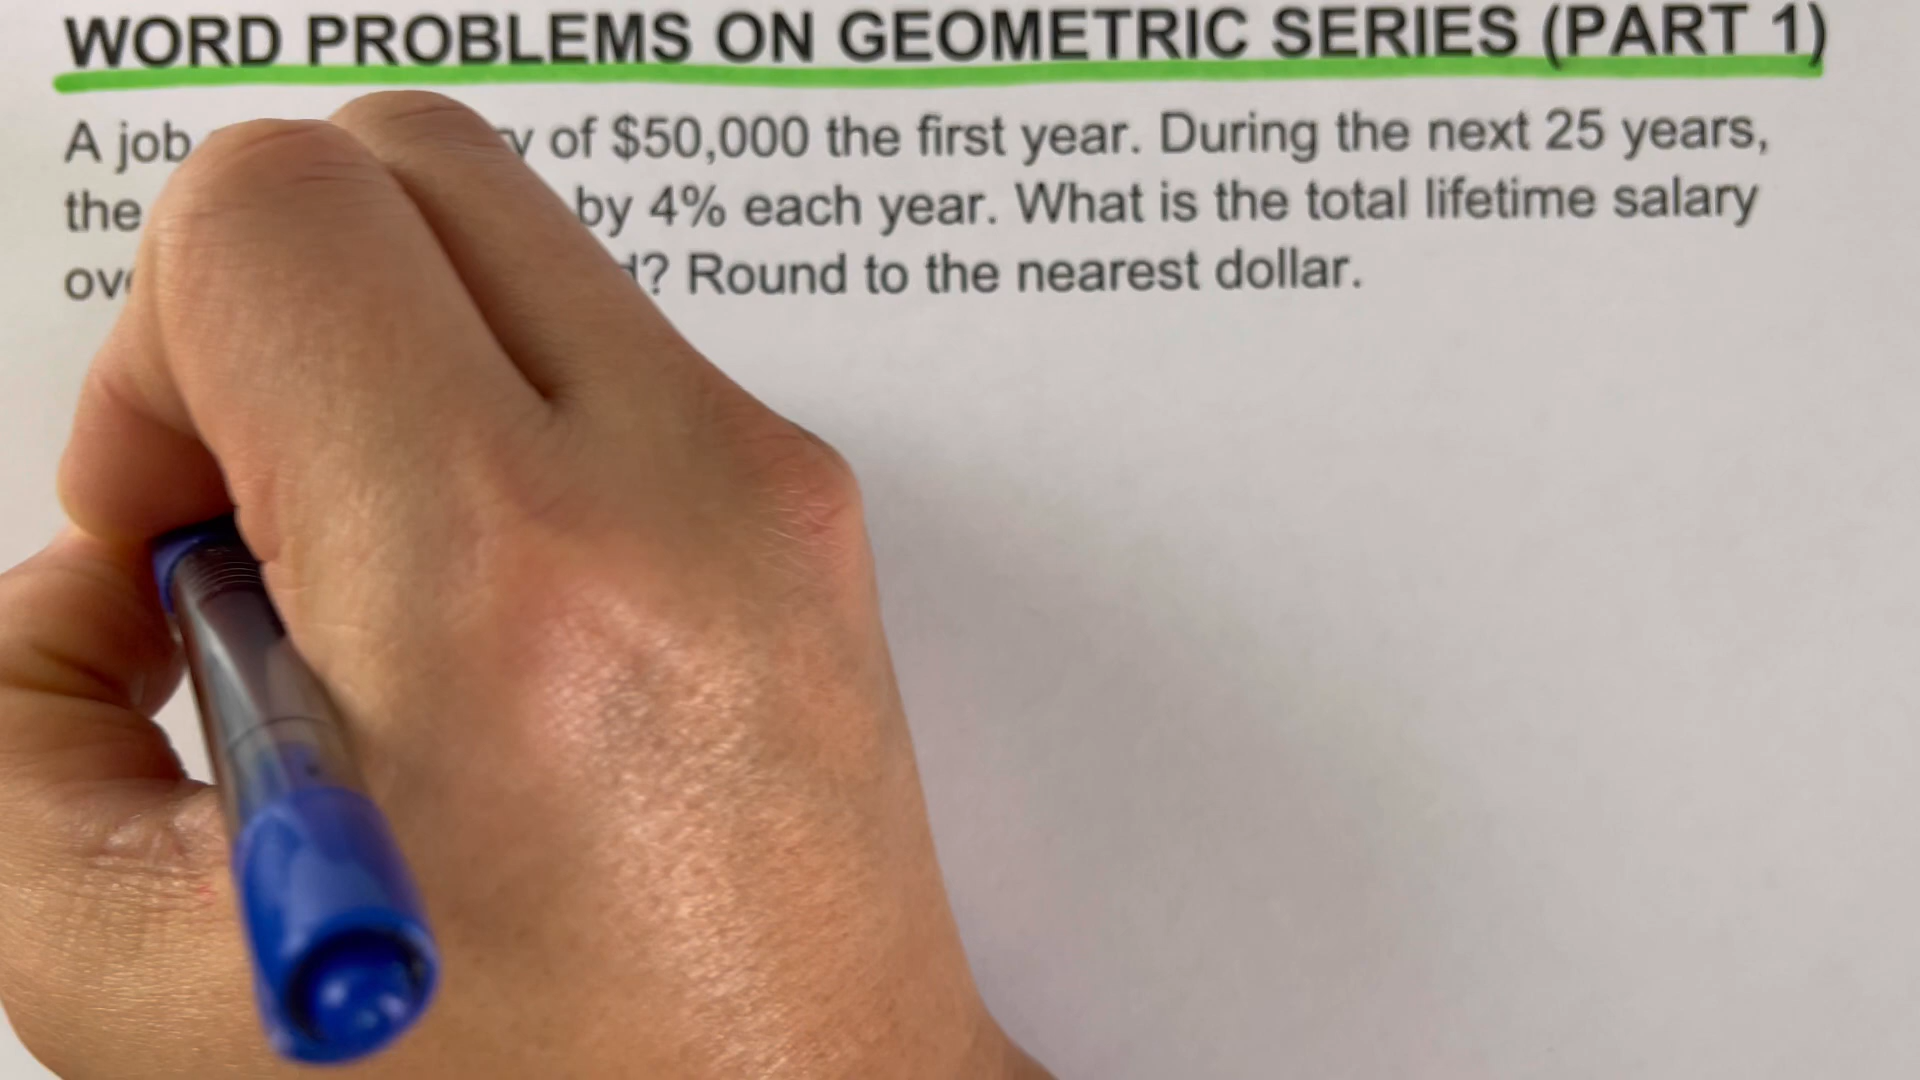 WORD PROBLEMS ON GEOMETRIC SERIES (PART 1)
A job of $50,000 the first year. During the next 25 years,
the by 4% each year. What is the total lifetime salary
? Round to the nearest dollar.